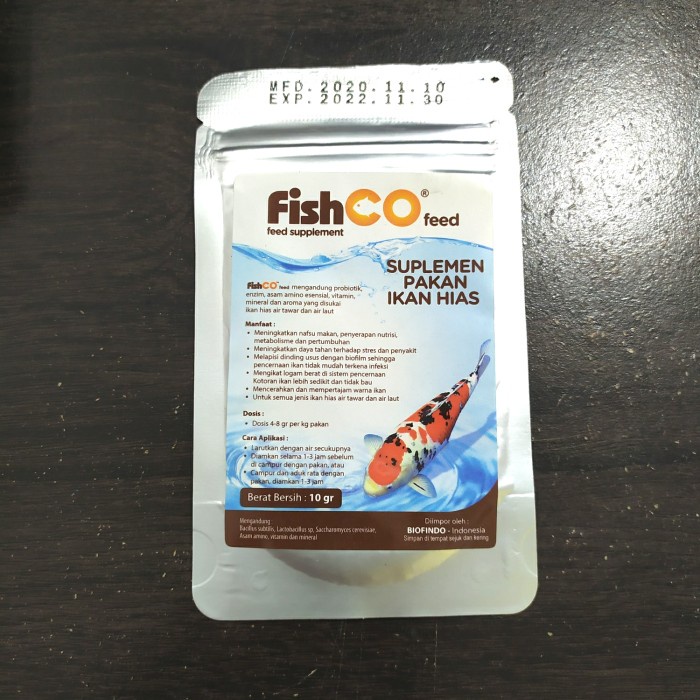 MFD. 2020.11.10
EXP. 2022.11.30
FishCO® feed
feed supplement
SUPLEMEN
PAKAN
IKAN HIAS
FishCO feed mengandung probiotik,
enzim, asam amino esensial, vitamin,
mineral dan aroma yang disukai
ikan hias air tawar dan air laut
Manfaat :
• Meningkatkan nafsu makan, penyerapan nutrisi,
metabolisme dan pertumbuhan
• Meningkatkan daya tahan terhadap stres dan penyakit
• Melapisi dinding usus dengan biofilm sehingga
pencernaan ikan tidak mudah terkena infeksi
• Mengikat logam berat di sistem pencernaan
Kotoran ikan lebih sedikit dan tidak bau
• Mencerahkan dan mempertajam warna ikan
• Untuk semua jenis ikan hias air tawar dan air laut
Dosis :
• Dosis 4-8 gr per kg pakan
Cara Aplikasi :
• Larutkan dengan air secukupnya
• Diamkan selama 1-3 jam sebelum
di campur dengan pakan, atau
• Campur dan aduk rata dengan
pakan, diamkan 1-3 jam
Berat Bersih : 10 gr
Mengandung :
Bacillus subtilis, Lactobacillus sp, Saccharomyces cerevisiae,
Asam amino, vitamin dan mineral
Diimpor oleh :
BIOFINDO - Indonesia
Simpan di tempat sejuk dan kering